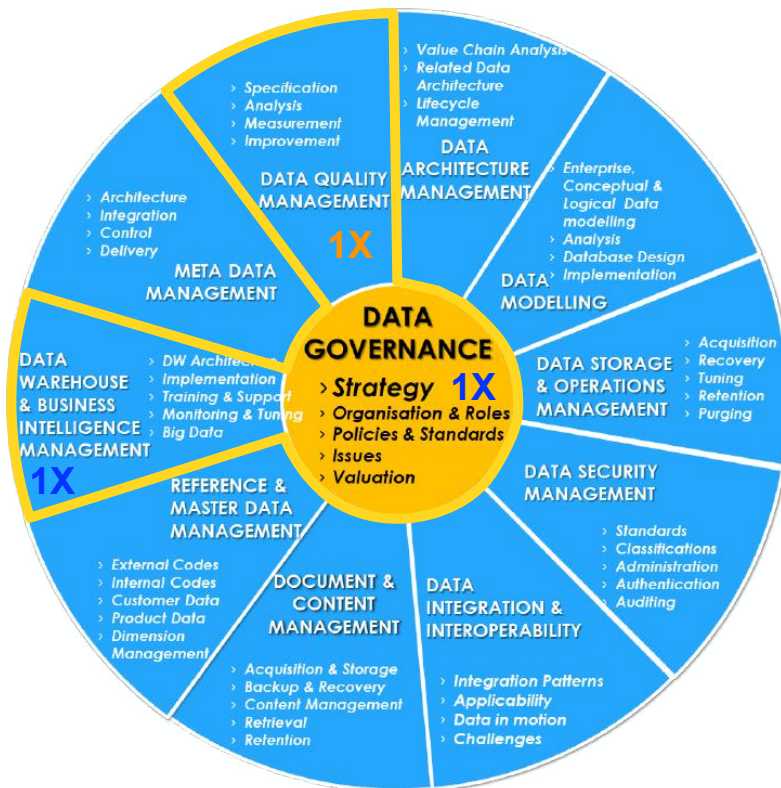 › Value Chain Analysis
› Related Data
Architecture
› Lifecycle
Management
DATA
ARCHITECTURE
MANAGEMENT
› Enterprise,
Conceptual &
Logical Data
modelling
› Analysis
› Database Design
› Implementation
DATA
MODELLING
› Acquisition
› Recovery
› Tuning
› Retention
› Purging
DATA STORAGE
& OPERATIONS
MANAGEMENT
DATA SECURITY
MANAGEMENT
› Standards
› Classifications
› Administration
› Authentication
› Auditing
DATA
INTEGRATION &
INTEROPERABILITY
› Integration Patterns
› Applicability
› Data in motion
› Challenges
DOCUMENT &
CONTENT
MANAGEMENT
› Acquisition & Storage
› Backup & Recovery
› Content Management
› Retrieval
› Retention
REFERENCE &
MASTER DATA
MANAGEMENT
› External Codes
› Internal Codes
› Customer Data
› Product Data
› Dimension
Management
DATA
WAREHOUSE
& BUSINESS
INTELLIGENCE
MANAGEMENT
1X
› DW Architecture
› Implementation
› Training & Support
› Monitoring & Tuning
› Big Data
› Architecture
› Integration
› Control
› Delivery
META DATA
MANAGEMENT
› Specification
› Analysis
› Measurement
› Improvement
DATA QUALITY
MANAGEMENT
1X
DATA
GOVERNANCE
› Strategy 1X
› Organisation & Roles
› Policies & Standards
› Issues
› Valuation